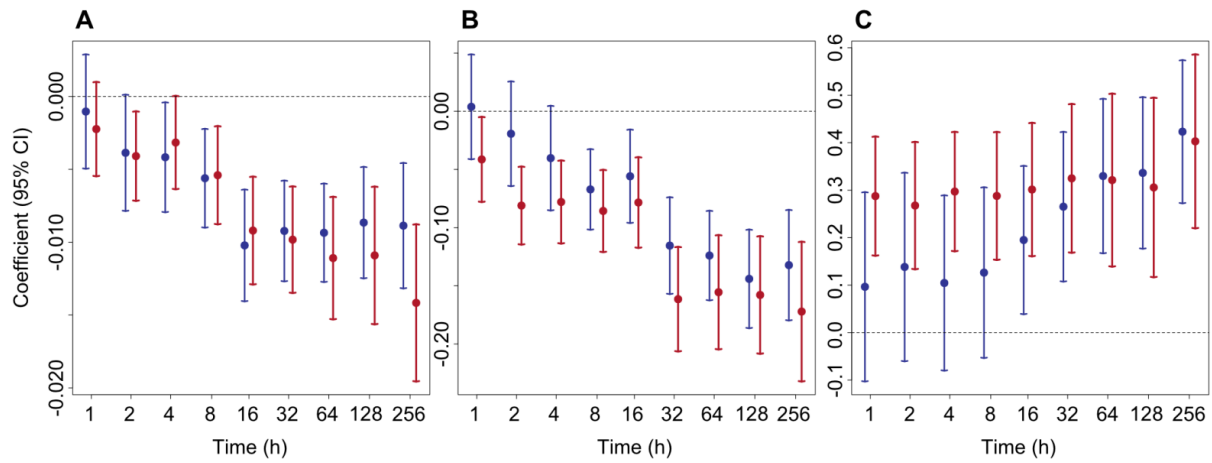 A
B
C
Coefficient (95% CI)
0.000
-0.010
-0.020
1 2 4 8 16 32 64 128 256
Time (h)
0.00
-0.10
-0.20
1 2 4 8 16 32 64 128 256
Time (h)
0.6
0.5
0.4
0.3
0.2
0.1
0.0
-0.1
1 2 4 8 16 32 64 128 256
Time (h)